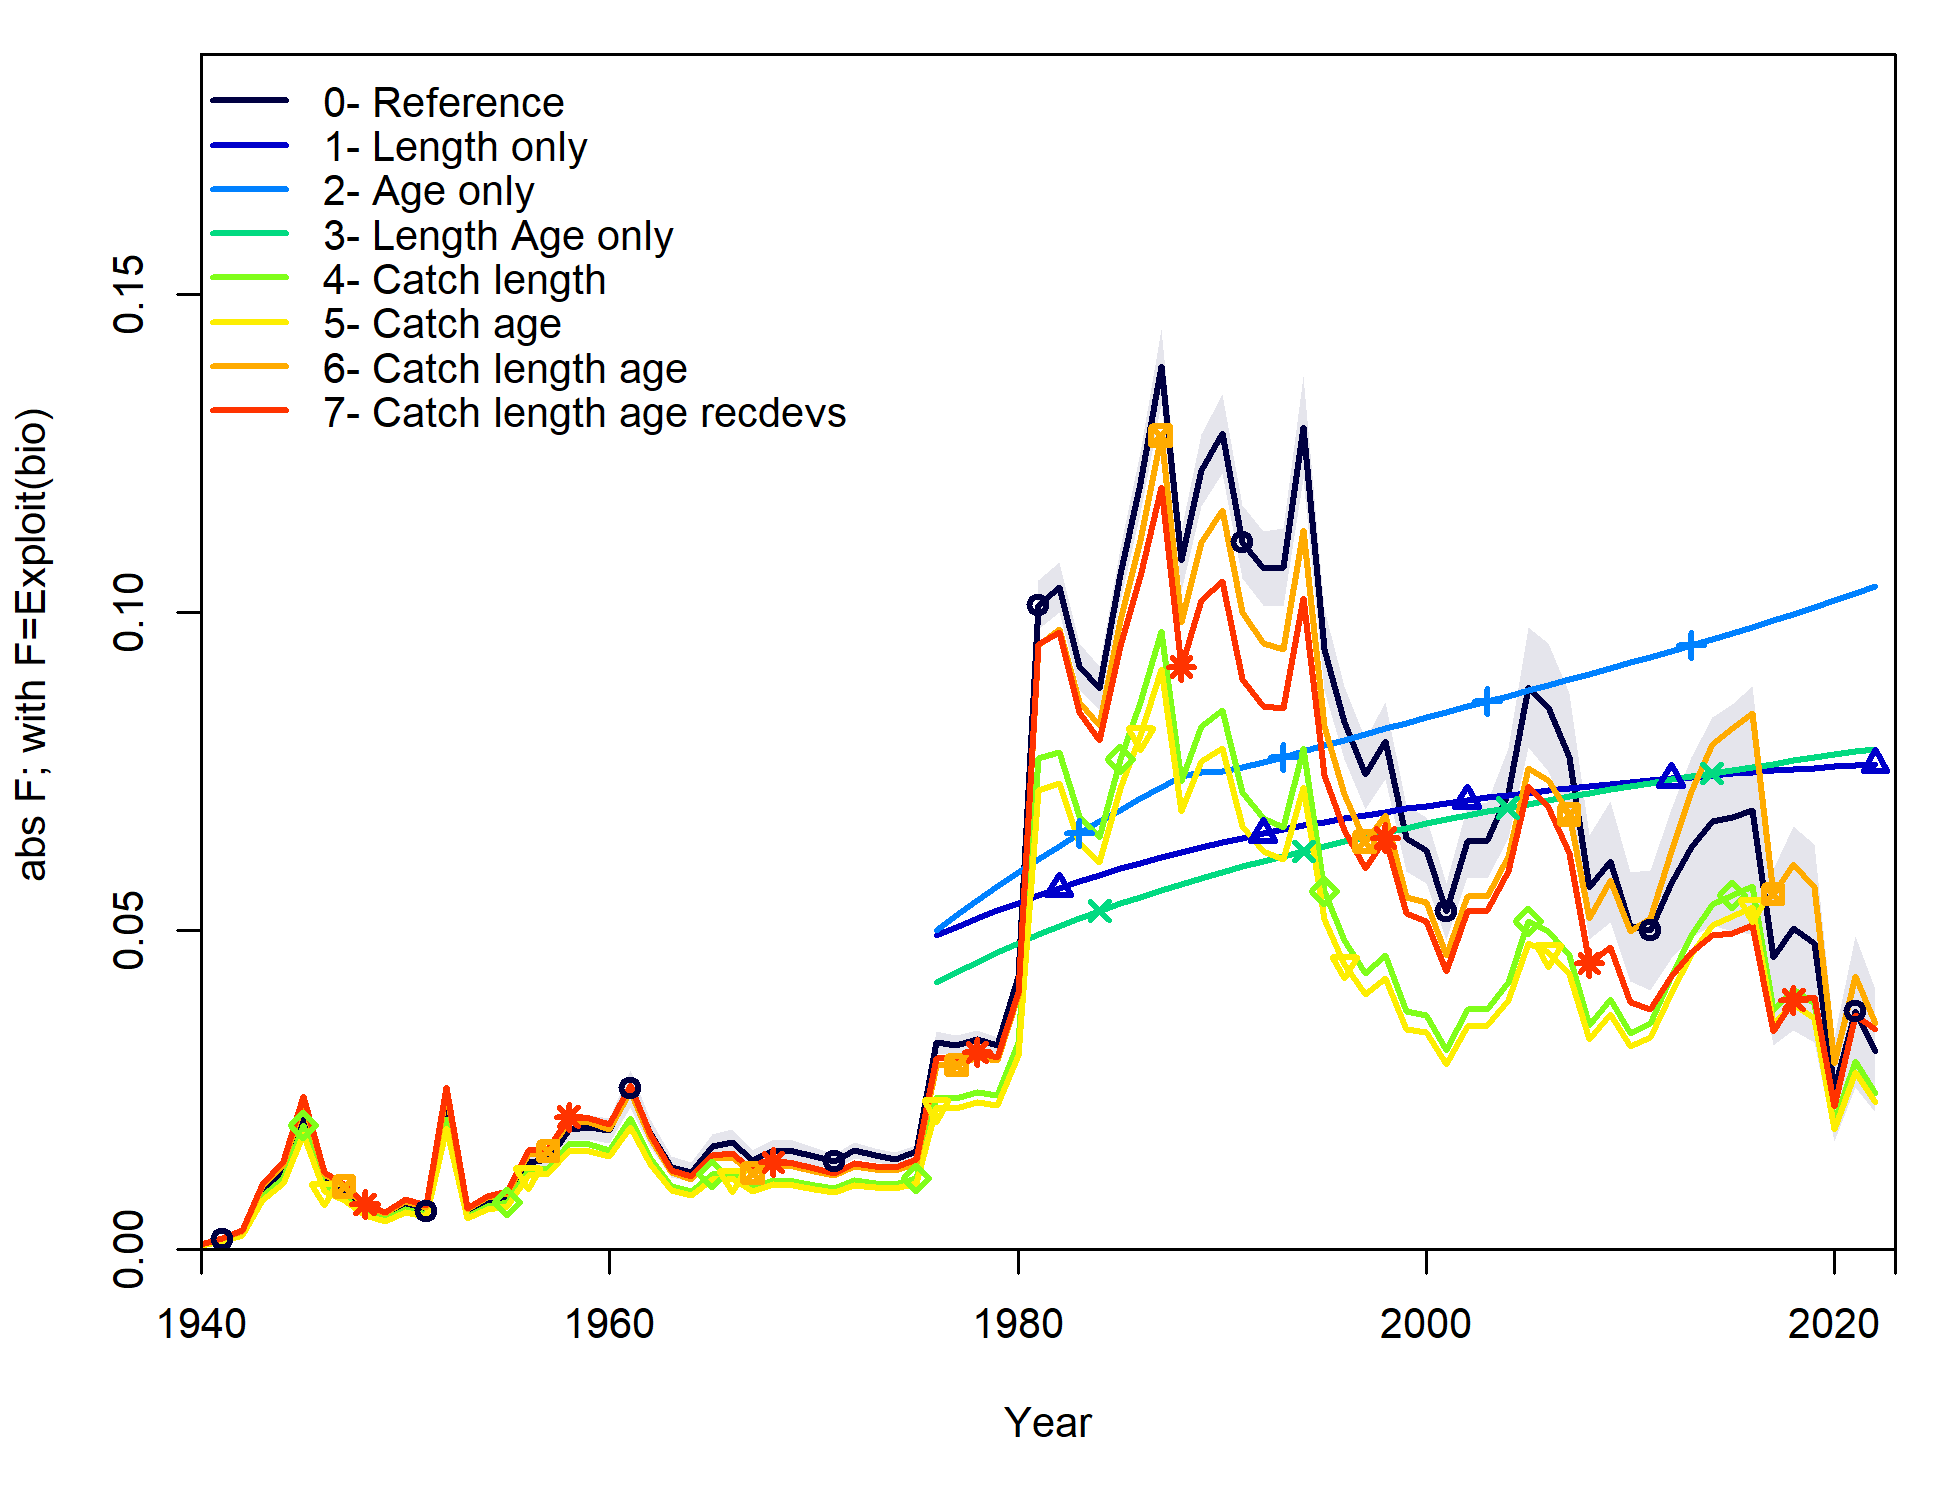 0- Reference
1- Length only
2- Age only
3- Length Age only
4- Catch length
5- Catch age
6- Catch length age
7- Catch length age recdevs
abs F; with F=Exploit(bio)
0.15
0.10
0.05
0.00
1940 1960 1980 2000 2020
Year